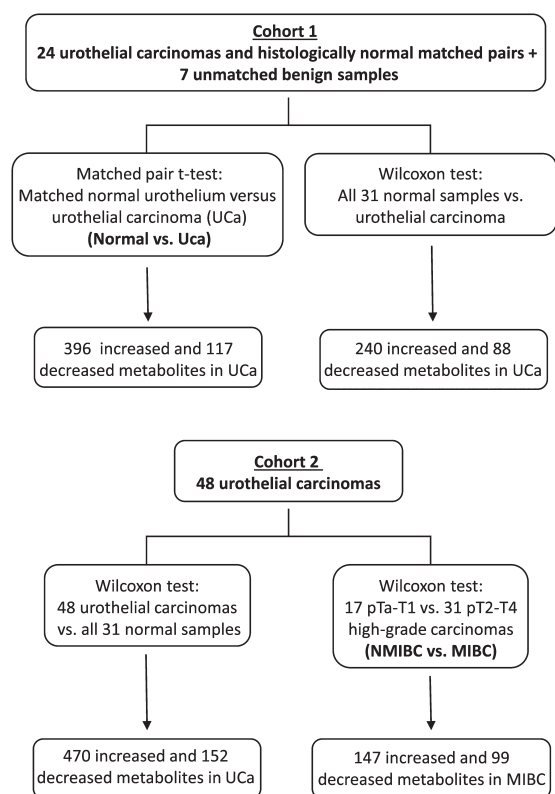 Cohort 1
24 urothelial carcinomas and histologically normal matched pairs +
7 unmatched benign samples
Matched pair t-test:
Matched normal urothelium versus
urothelial carcinoma (UCa)
(Normal vs. Uca)
Wilcoxon test:
All 31 normal samples vs.
urothelial carcinoma
396 increased and 117
decreased metabolites in UCa
240 increased and 88
decreased metabolites in UCa
Cohort 2
48 urothelial carcinomas
Wilcoxon test:
48 urothelial carcinomas
vs. all 31 normal samples
Wilcoxon test:
17 pTa-T1 vs. 31 pT2-T4
high-grade carcinomas
(NMIBC vs. MIBC)
470 increased and 152
decreased metabolites in UCa
147 increased and 99
decreased metabolites in MIBC